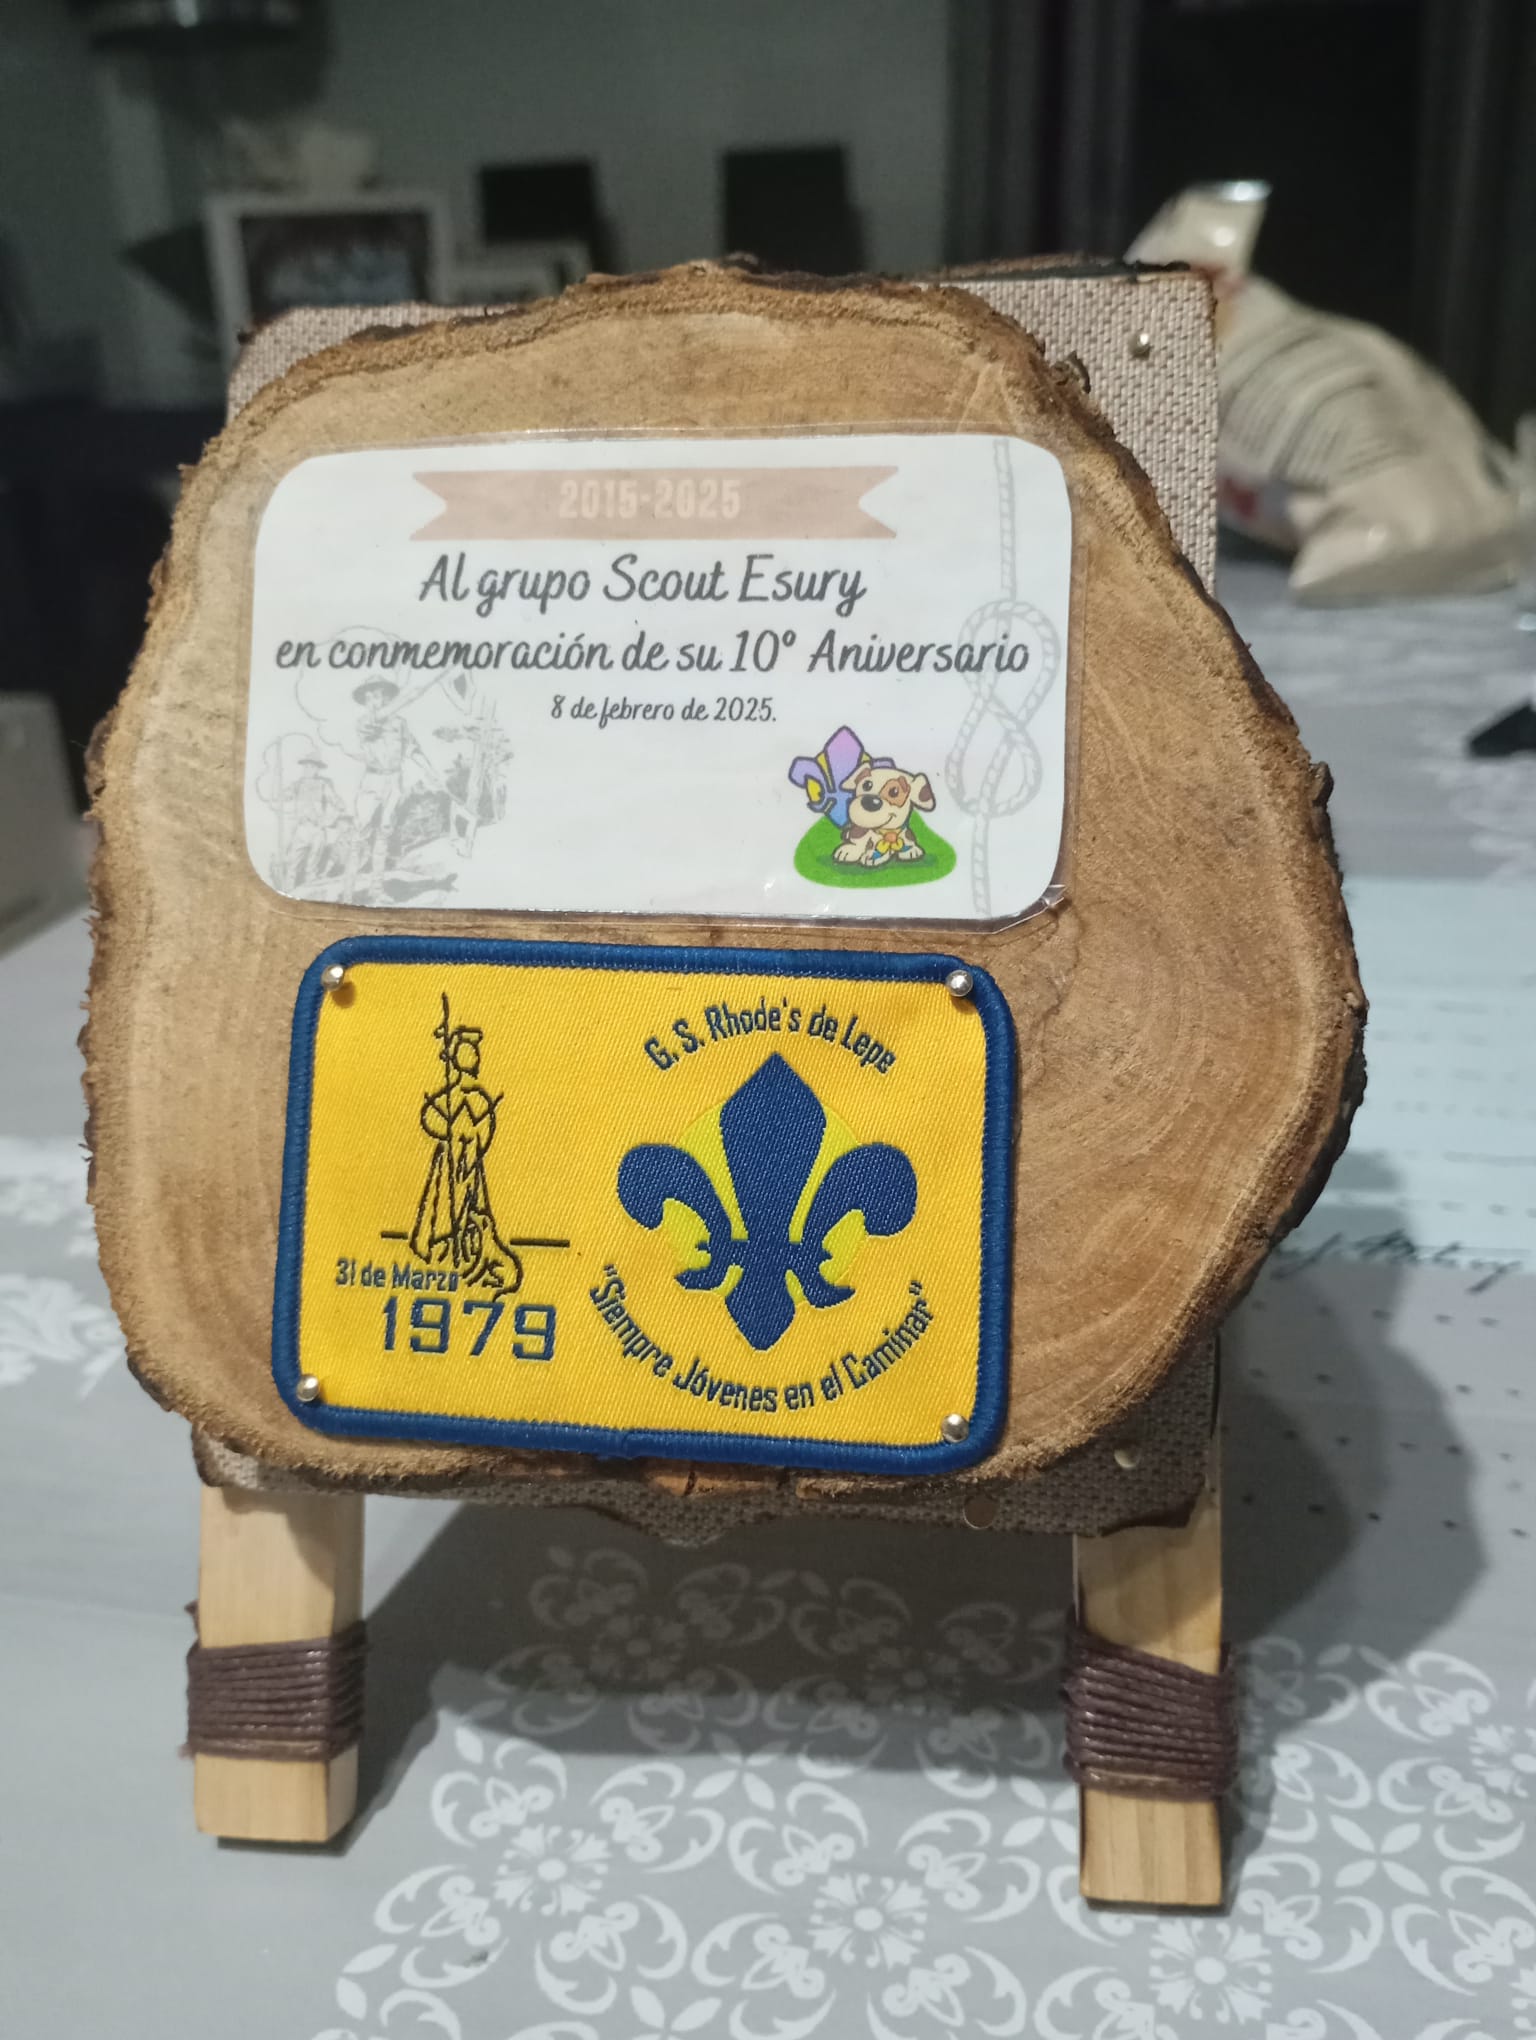 2015-2025
Al grupo Scout Esury
en conmemoración de su 10º Aniversario
8 de febrero de 2025.
G. S. Rhode's de Lepe
31 de Marzo
1979
"Siempre Jóvenes en el Caminar"